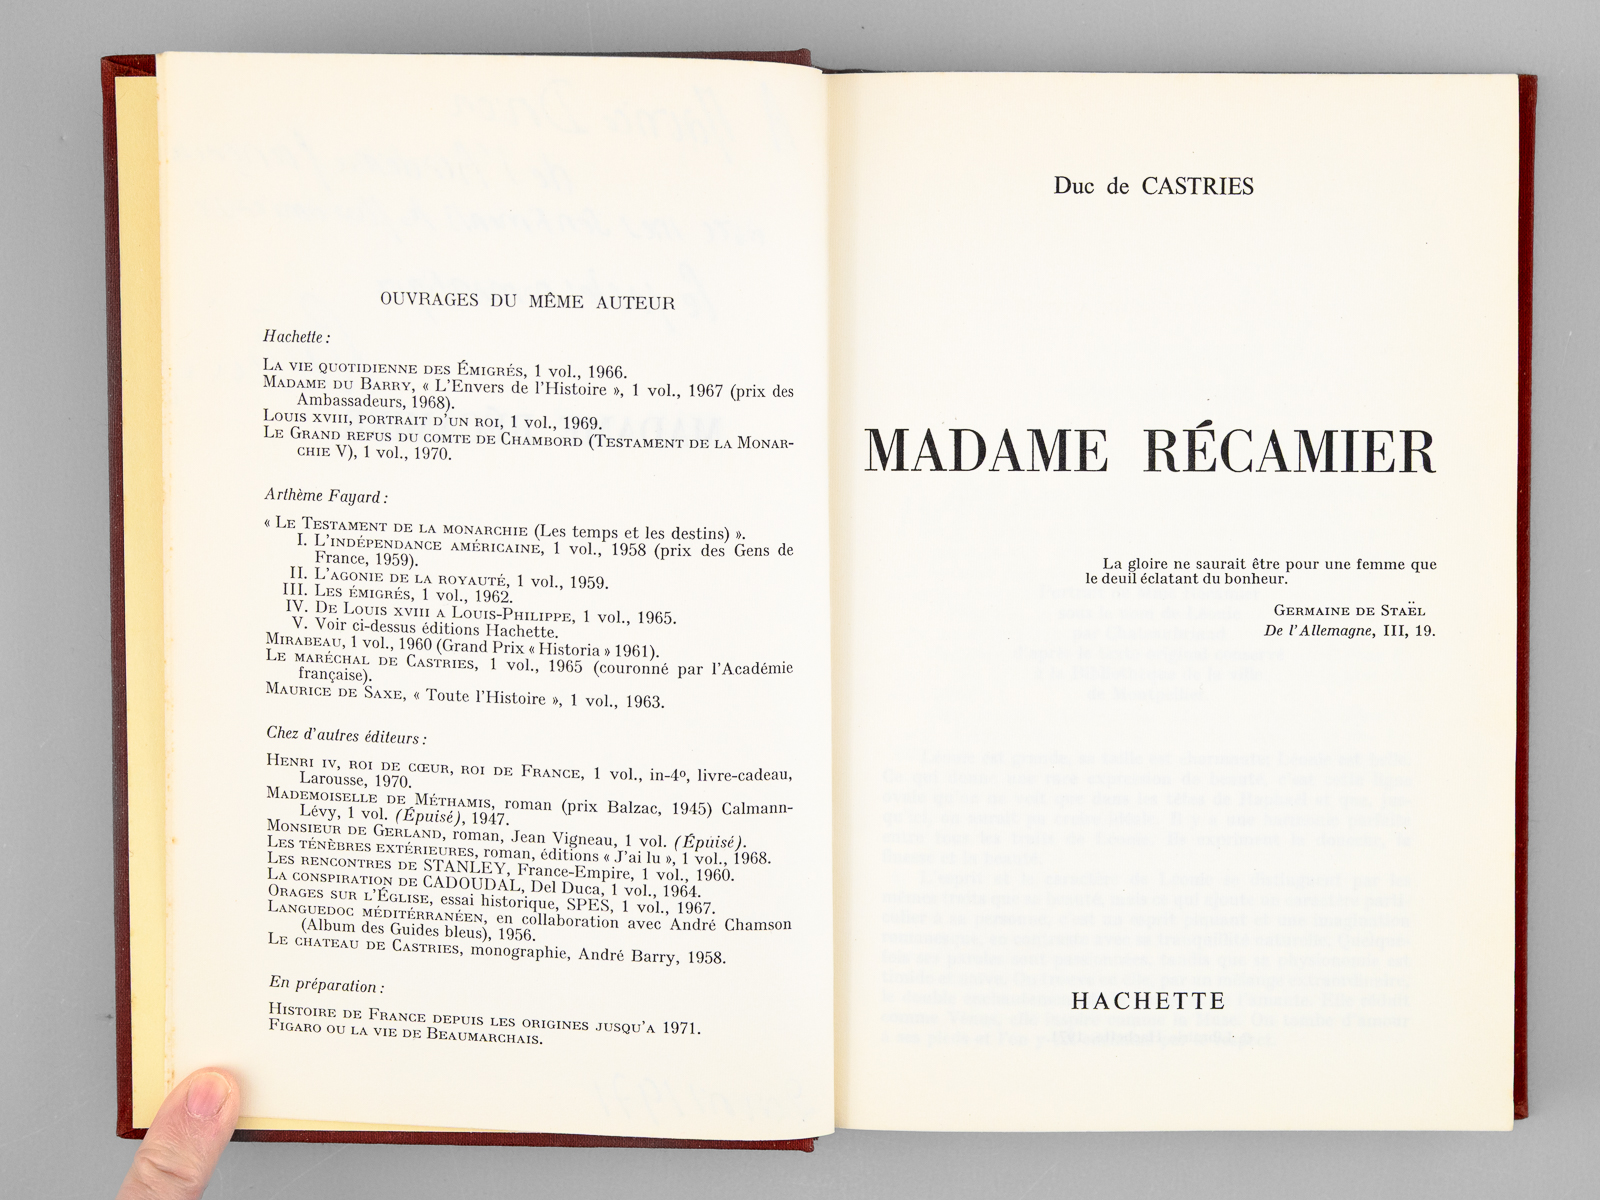 OUVRAGES DU MÊME AUTEUR
Hachette :
LA VIE QUOTIDIENNE DES ÉMIGRÉS, 1 vol., 1966.
MADAME DU BARRY, « L'Envers de l'Histoire », 1 vol., 1967 (prix des
Ambassadeurs, 1968).
LOUIS XVIII, PORTRAIT D'UN ROI, 1 vol., 1969.
LE GRAND REFUS DU COMTE DE CHAMBORD (TESTAMENT DE LA MONAR-
CHIE V), 1 vol., 1970.
Arthème Fayard :
« LE TESTAMENT DE LA MONARCHIE (Les temps et les destins) ».
I. L'INDÉPENDANCE AMÉRICAINE, 1 vol., 1958 (prix des Gens de
France, 1959).
II. L'AGONIE DE LA ROYAUTÉ, 1 vol., 1959.
III. LES ÉMIGRÉS, 1 vol., 1962.
IV. DE LOUIS XVIII A LOUIS-PHILIPPE, 1 vol., 1965.
V. Voir ci-dessus éditions Hachette.
MIRABEAU, 1 vol., 1960 (Grand Prix « Historia » 1961).
LE MARÉCHAL DE CASTRIES, 1 vol., 1965 (couronné par l'Académie
française).
MAURICE DE SAXE, « Toute l'Histoire », 1 vol., 1963.
Chez d'autres éditeurs :
HENRI IV, ROI DE CŒUR, ROI DE FRANCE, 1 vol., in-4º, livre-cadeau,
Larousse, 1970.
MADEMOISELLE DE MÉTHAMIS, roman (prix Balzac, 1945) Calmann-
Lévy, 1 vol. (Épuisé), 1947.
MONSIEUR DE GERLAND, roman, Jean Vigneau, 1 vol. (Épuisé).
LES TÉNÈBRES EXTÉRIEURES, roman, éditions « J'ai lu », 1 vol., 1968.
LES RENCONTRES DE STANLEY, France-Empire, 1 vol., 1960.
LA CONSPIRATION DE CADOUDAL, Del Duca, 1 vol., 1964.
ORAGES SUR L'ÉGLISE, essai historique, SPES, 1 vol., 1967.
LANGUEDOC MÉDITÉRRANÉEN, en collaboration avec André Chamson
(Album des Guides bleus), 1956.
LE CHATEAU DE CASTRIES, monographie, André Barry, 1958.
En préparation :
HISTOIRE DE FRANCE DEPUIS LES ORIGINES JUSQU'A 1971.
FIGARO OU LA VIE DE BEAUMARCHAIS.
Duc de CASTRIES
MADAME RÉCAMIER
La gloire ne saurait être pour une femme que
le deuil éclatant du bonheur.
GERMAINE DE STAËL
De l'Allemagne, III, 19.
HACHETTE